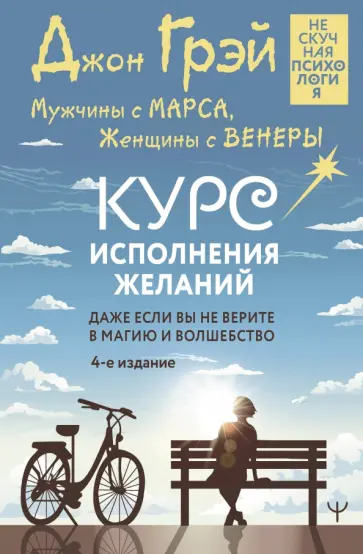 Джон Грэй
НЕ
СКУЧ
НАЯ
ПСИХО
ЛОГИ
Я
Мужчины с МАРСА,
Женщины с ВЕНЕРЫ
КУРС
ИСПОЛНЕНИЯ
ЖЕЛАНИЙ
ДАЖЕ ЕСЛИ ВЫ НЕ ВЕРИТЕ
В МАГИЮ И ВОЛШЕБСТВО
4-е издание